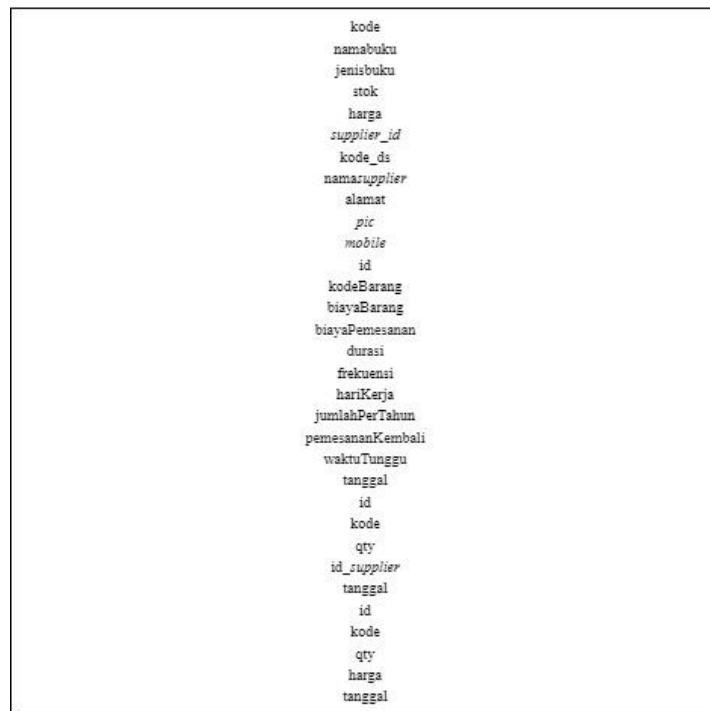 kode
namabuku
jenisbuku
stok
harga
supplier_id
kode_ds
namasupplier
alamat
pic
mobile
id
kodeBarang
biayaBarang
biayaPemesanan
durasi
frekuensi
hariKerja
jumlahPerTahun
pemesananKembali
waktuTunggu
tanggal
id
kode
qty
id_supplier
tanggal
id
kode
qty
harga
tanggal